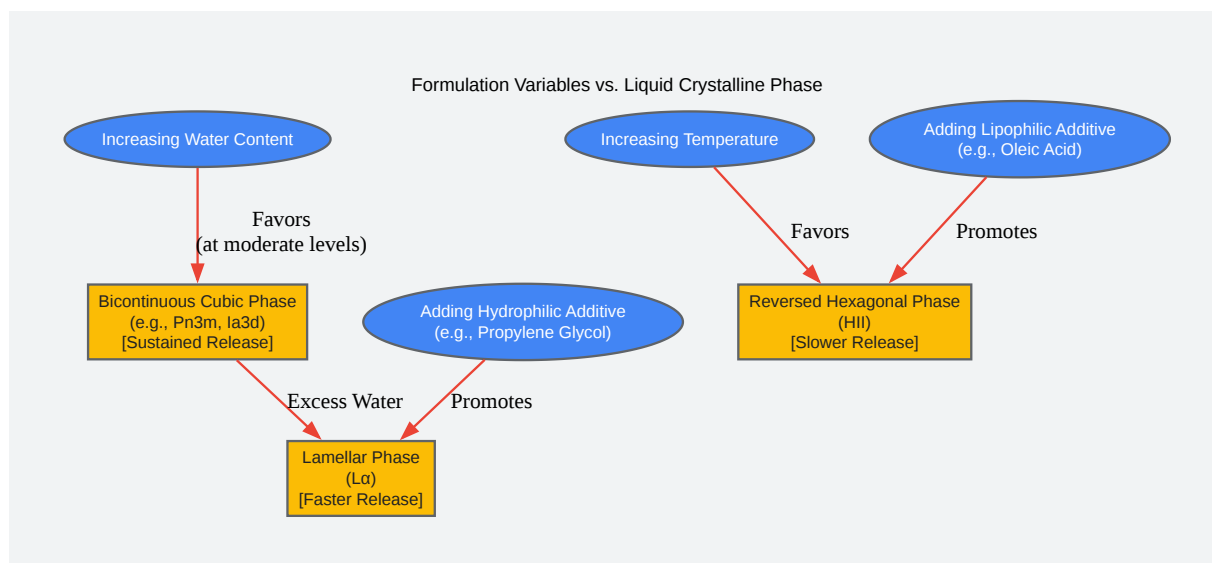 Formulation Variables vs. Liquid Crystalline Phase
Increasing Water Content
Increasing Temperature
Adding Lipophilic Additive
(e.g., Oleic Acid)
Favors
(at moderate levels)
Favors
Promotes
Bicontinuous Cubic Phase
(e.g., Pn3m, Ia3d)
[Sustained Release]
Adding Hydrophilic Additive
(e.g., Propylene Glycol)
Reversed Hexagonal Phase
(HII)
[Slower Release]
Excess Water
Promotes
Lamellar Phase
(Lα)
[Faster Release]